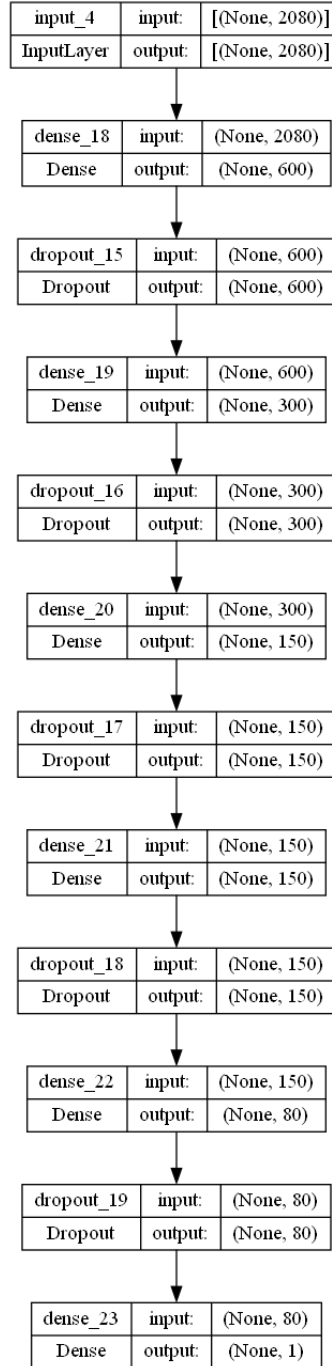 input_4 input: [(None, 2080)]
InputLayer output: [(None, 2080)]
dense_18 input: (None, 2080)
Dense output: (None, 600)
dropout_15 input: (None, 600)
Dropout output: (None, 600)
dense_19 input: (None, 600)
Dense output: (None, 300)
dropout_16 input: (None, 300)
Dropout output: (None, 300)
dense_20 input: (None, 300)
Dense output: (None, 150)
dropout_17 input: (None, 150)
Dropout output: (None, 150)
dense_21 input: (None, 150)
Dense output: (None, 150)
dropout_18 input: (None, 150)
Dropout output: (None, 150)
dense_22 input: (None, 150)
Dense output: (None, 80)
dropout_19 input: (None, 80)
Dropout output: (None, 80)
dense_23 input: (None, 80)
Dense output: (None, 1)